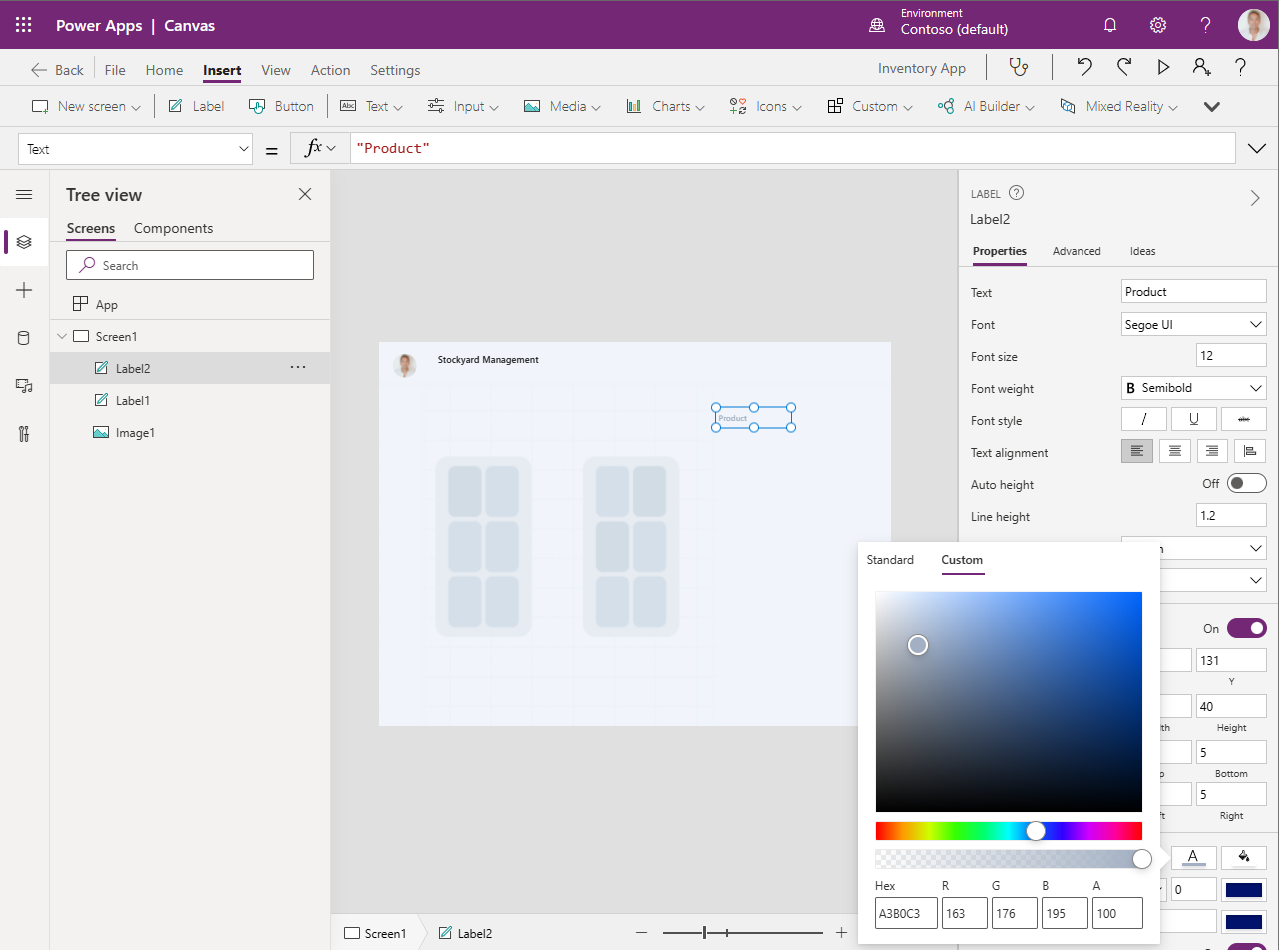 Power Apps | Canvas
Environment
Contoso (default)
Back File Home Insert View Action Settings
Inventory App
New screen Label Button Text Input Media Charts Icons Custom AI Builder Mixed Reality
Text = fx "Product"
Tree view
Screens Components
Search
App
Screen1
Label2
Label1
Image1
Stockyard Management
Product
LABEL
Label2
Properties Advanced Ideas
Text Product
Font Segoe UI
Font size 12
Font weight B Semibold
Font style / U abc
Text alignment
Auto height Off
Line height 1.2
On
131
Y
40
Height
5
Bottom
5
Right
A
0
Standard Custom
Hex R G B A
A3B0C3 163 176 195 100
Screen1 Label2